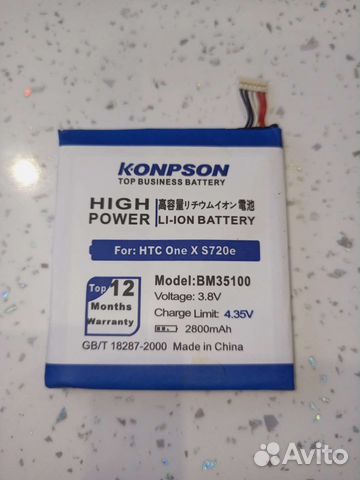 KONPSON
TOP BUSINESS BATTERY
HIGH POWER
高容量リチウムイオン電池
LI-ION BATTERY
For: HTC One X S720e
Top 12 Months Warranty
Model:BM35100
Voltage: 3.8V
Charge Limit: 4.35V
2800mAh
GB/T 18287-2000 Made in China
Avito